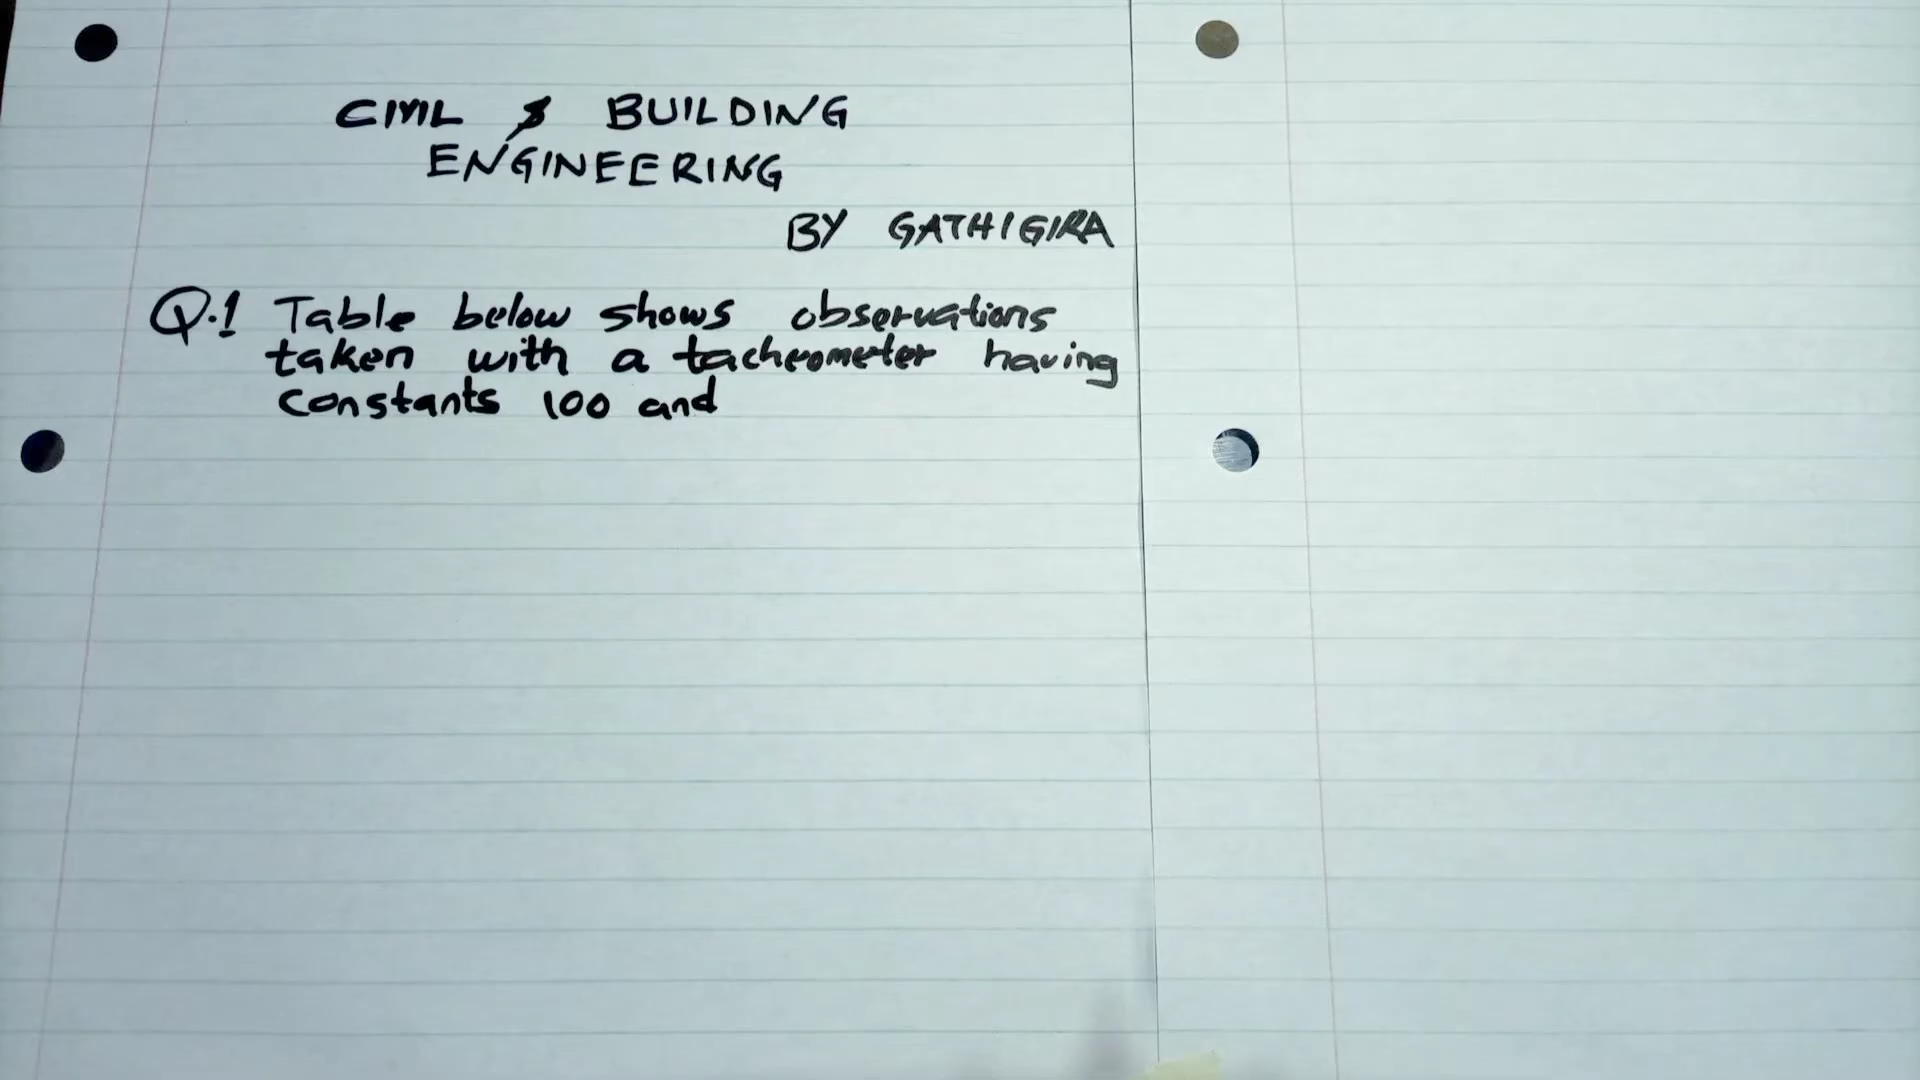 CIVIL & BUILDING
ENGINEERING
BY GATHIGIRA
Q.1 Table below shows observations
taken with a tacheometer having
constants 100 and